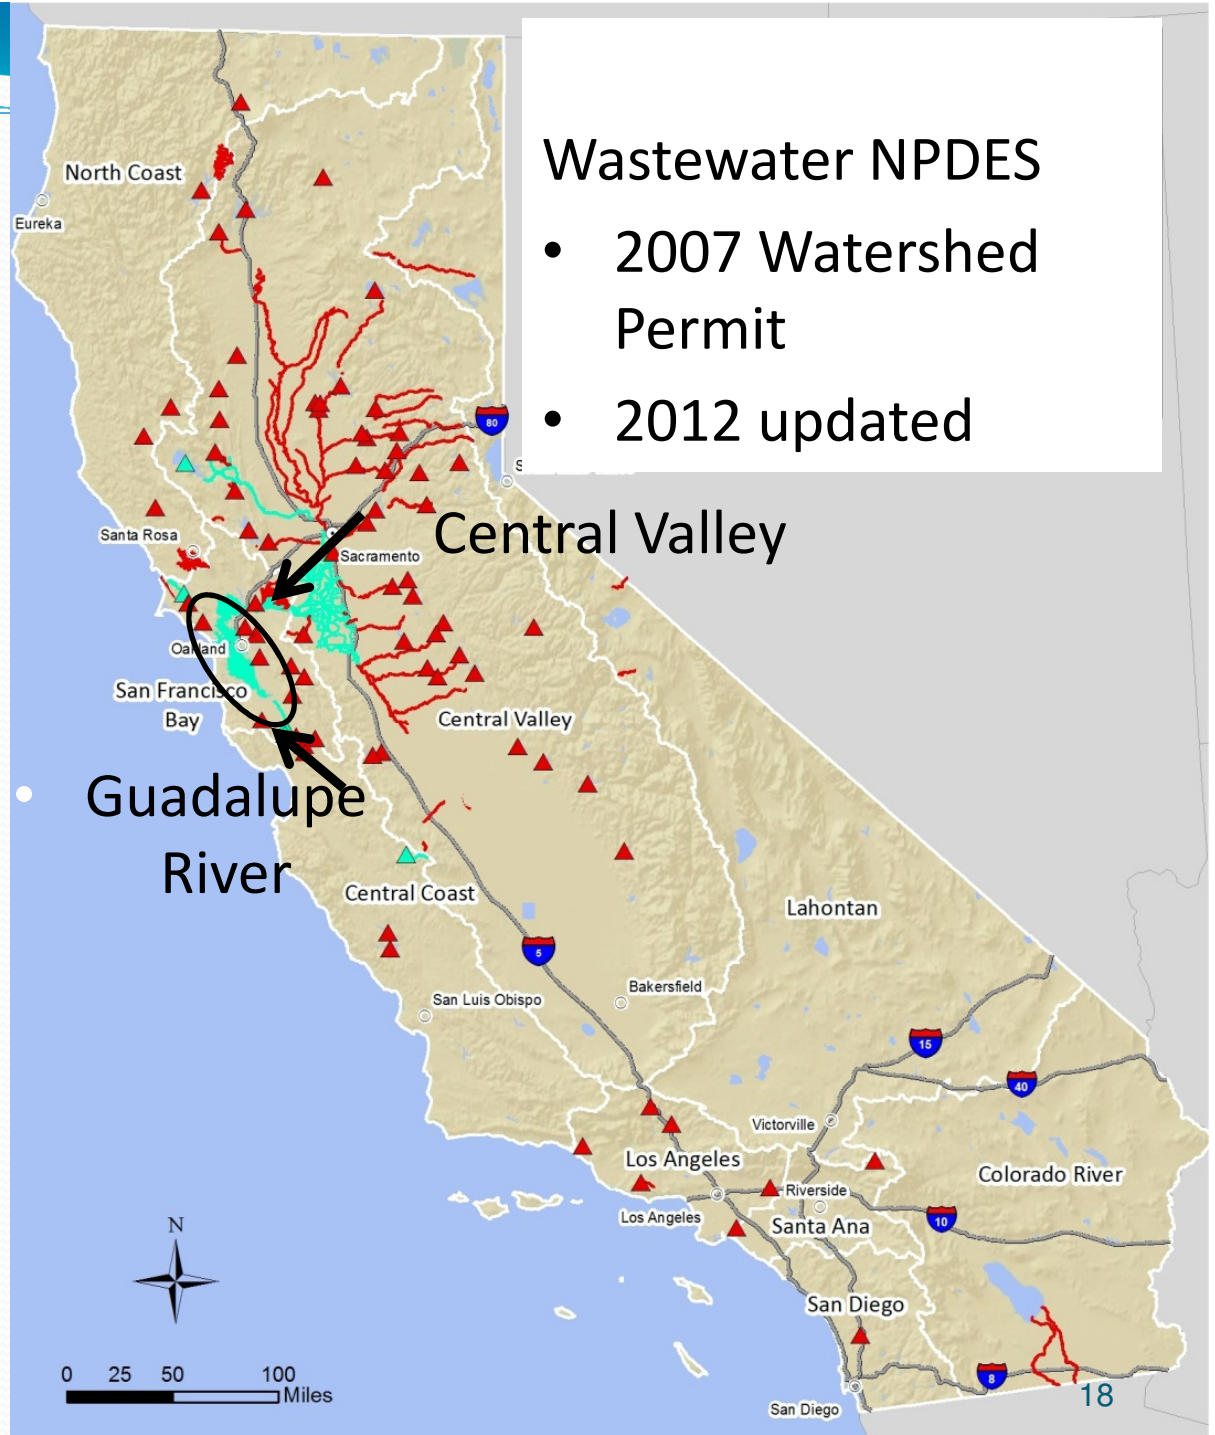 Wastewater NPDES
• 2007 Watershed
Permit
• 2012 updated
North Coast
Eureka
80
S
Central Valley
Santa Rosa
Sacramento
Oakland
San Francisco
Bay
Central Valley
• Guadalupe
River
Central Coast
Lahontan
5
Bakersfield
San Luis Obispo
15
40
Victorville
Los Angeles
Colorado River
Riverside
Los Angeles
Santa Ana
10
N
San Diego
0 25 50 100
Miles
8
18
San Diego